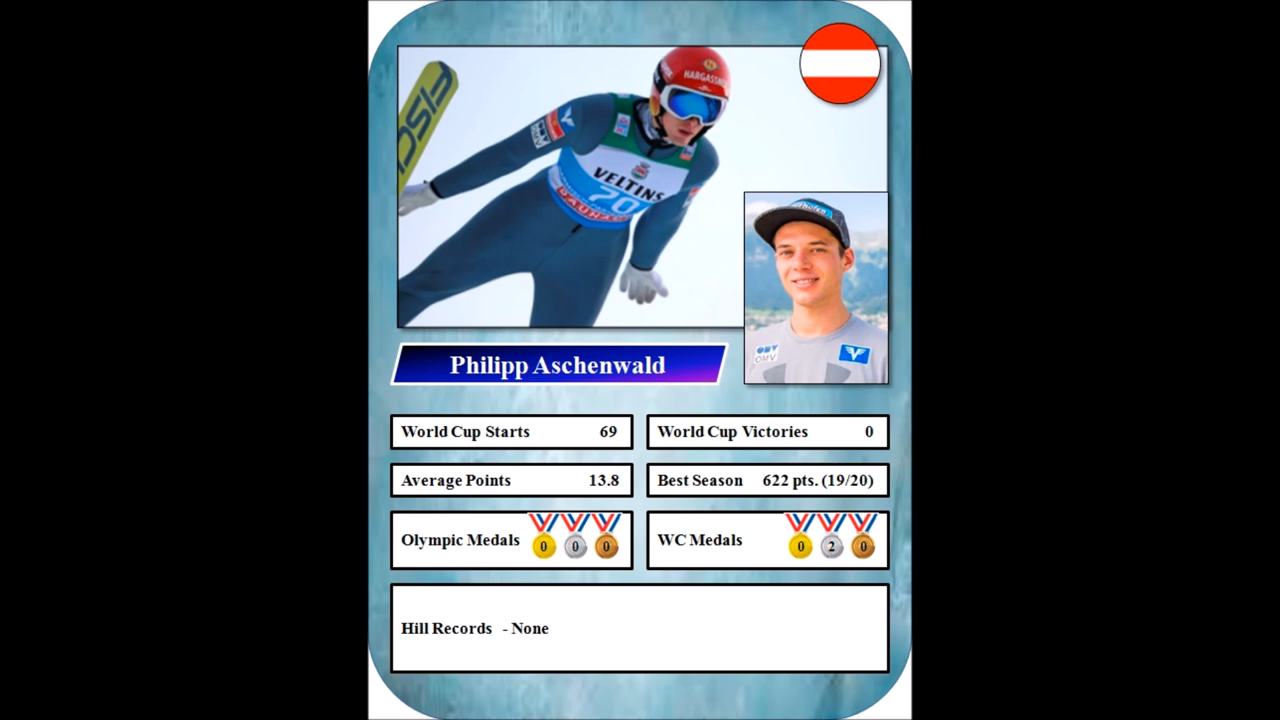 FISC
HARGASSNER
VELTINS
70
BAUHAUS
OMV
OMV
Philipp Aschenwald
World Cup Starts 69
World Cup Victories 0
Average Points 13.8
Best Season 622 pts. (19/20)
Olympic Medals 0 0 0
WC Medals 0 2 0
Hill Records - None